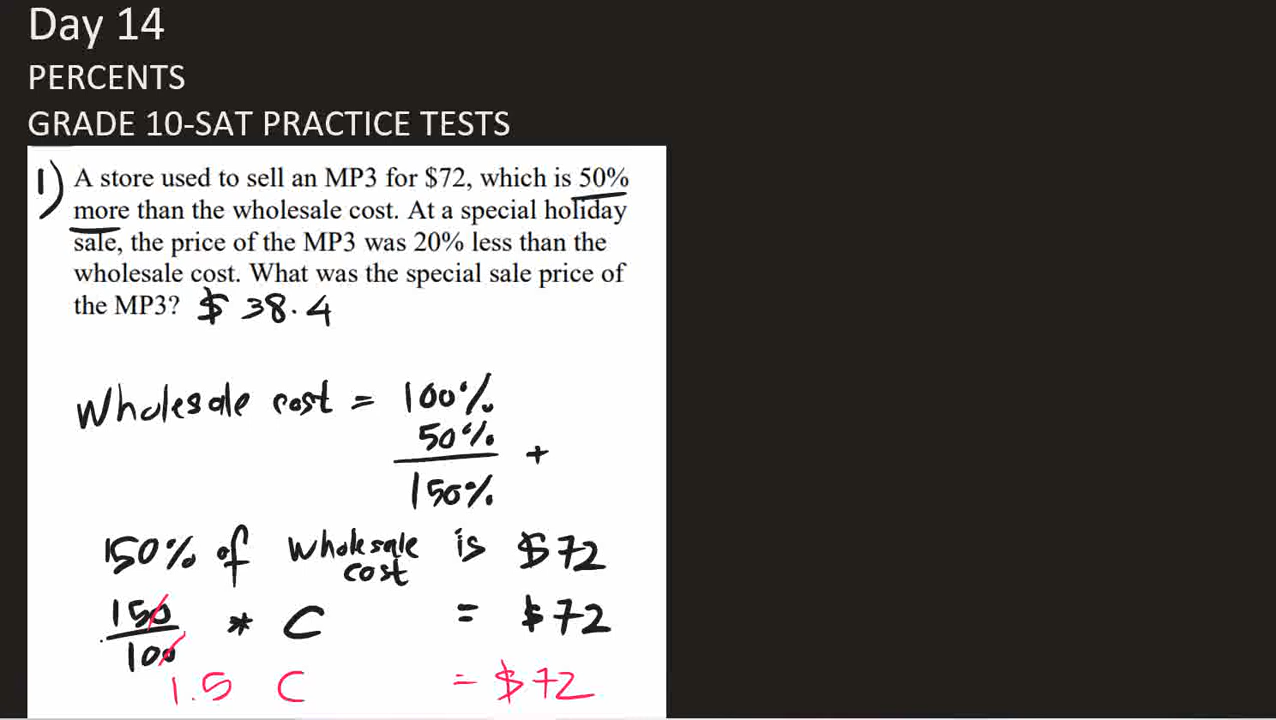 Day 14
PERCENTS
GRADE 10-SAT PRACTICE TESTS
1) A store used to sell an MP3 for $72, which is 50%
more than the wholesale cost. At a special holiday
sale, the price of the MP3 was 20% less than the
wholesale cost. What was the special sale price of
the MP3? $ 38.4
Wholesale cost = 100%
50%
+
150%
150% of wholesale cost is $72
150/100 * C = $72
1.5 C = $72